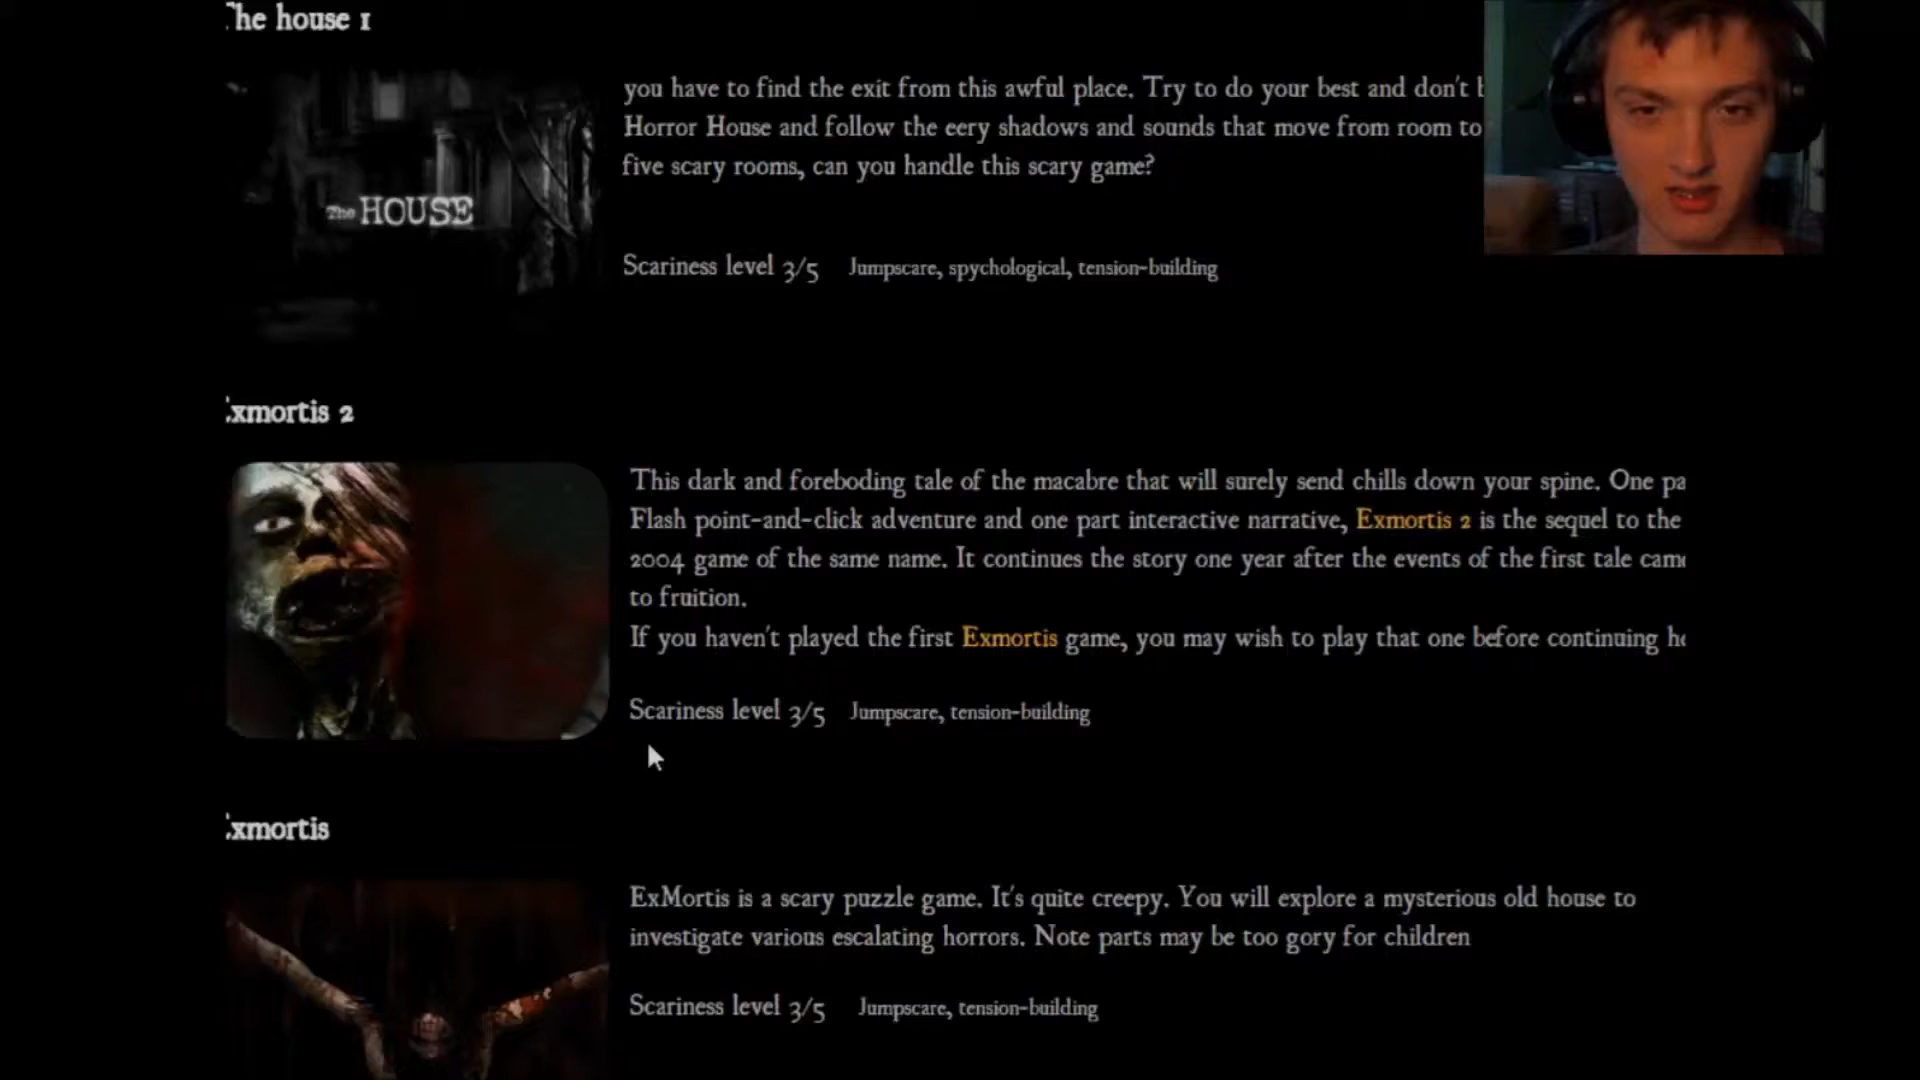 The house 1
you have to find the exit from this awful place. Try to do your best and don't
Horror House and follow the eery shadows and sounds that move from room to
five scary rooms, can you handle this scary game?
The HOUSE
Scariness level 3/5 Jumpscare, spychological, tension-building
Exmortis 2
This dark and foreboding tale of the macabre that will surely send chills down your spine. One pa
Flash point-and-click adventure and one part interactive narrative, Exmortis 2 is the sequel to the
2004 game of the same name. It continues the story one year after the events of the first tale came
to fruition.
If you haven't played the first Exmortis game, you may wish to play that one before continuing he
Scariness level 3/5 Jumpscare, tension-building
Exmortis
ExMortis is a scary puzzle game. It's quite creepy. You will explore a mysterious old house to
investigate various escalating horrors. Note parts may be too gory for children
Scariness level 3/5 Jumpscare, tension-building